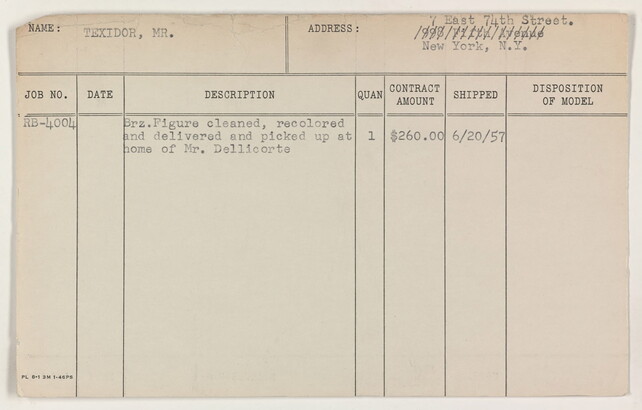 NAME: TEXIDOR, MR. ADDRESS: 7 East 74th Street.
Fifth Avenue
New York, N.Y.
JOB NO. DATE DESCRIPTION QUAN CONTRACT AMOUNT SHIPPED DISPOSITION OF MODEL
RB-4004 Brz.Figure cleaned, recolored
and delivered and picked up at 1 $260.00 6/20/57
home of Mr. Dellicorte